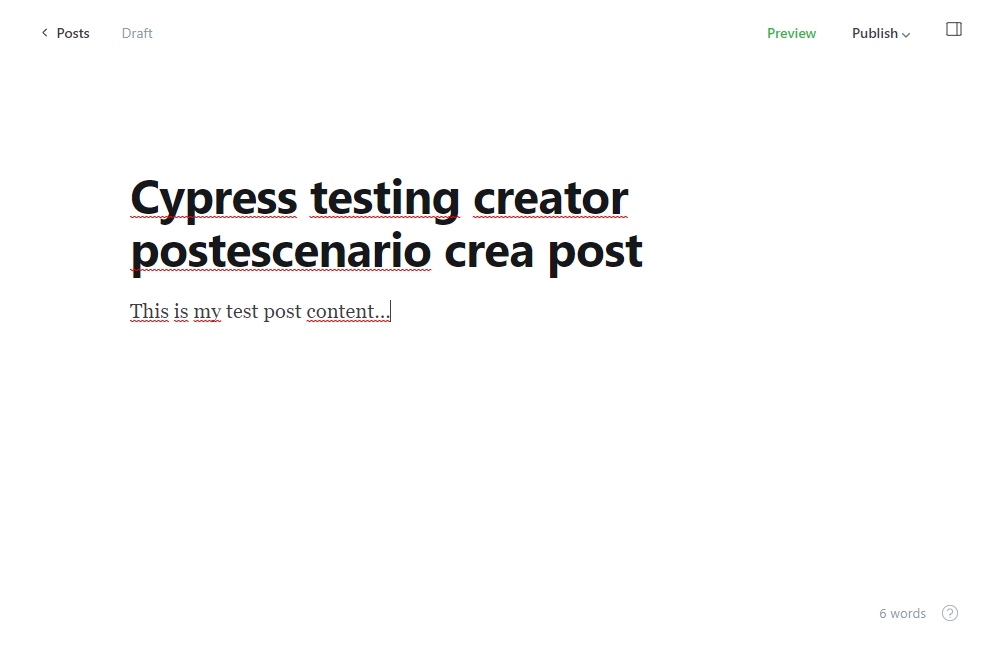 Posts
Draft
Preview
Publish
Cypress testing creator
postescenario crea post
This is my test post content...
6 words
?